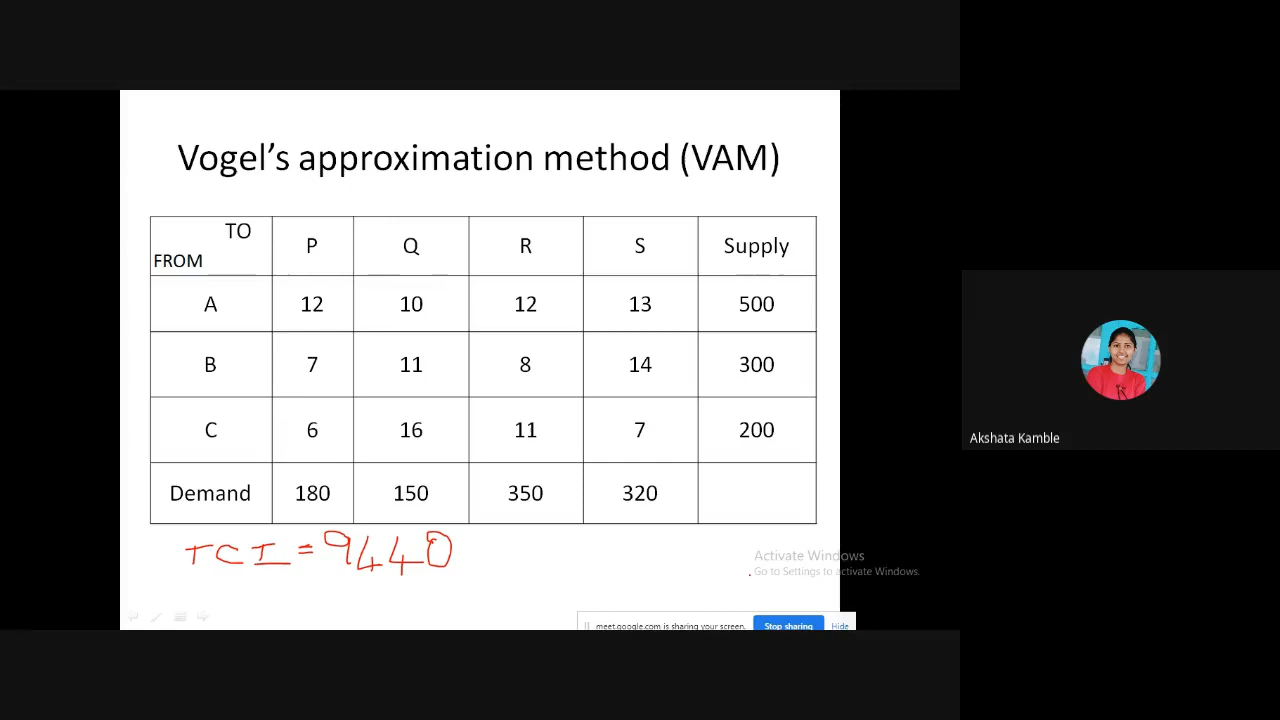 Vogel’s approximation method (VAM)
TO
FROM P Q R S Supply
A 12 10 12 13 500
B 7 11 8 14 300
C 6 16 11 7 200
Demand 180 150 350 320
TCI = 9440
Activate Windows
Go to Settings to activate Windows.
meet.google.com is sharing your screen. Stop sharing Hide
Akshata Kamble